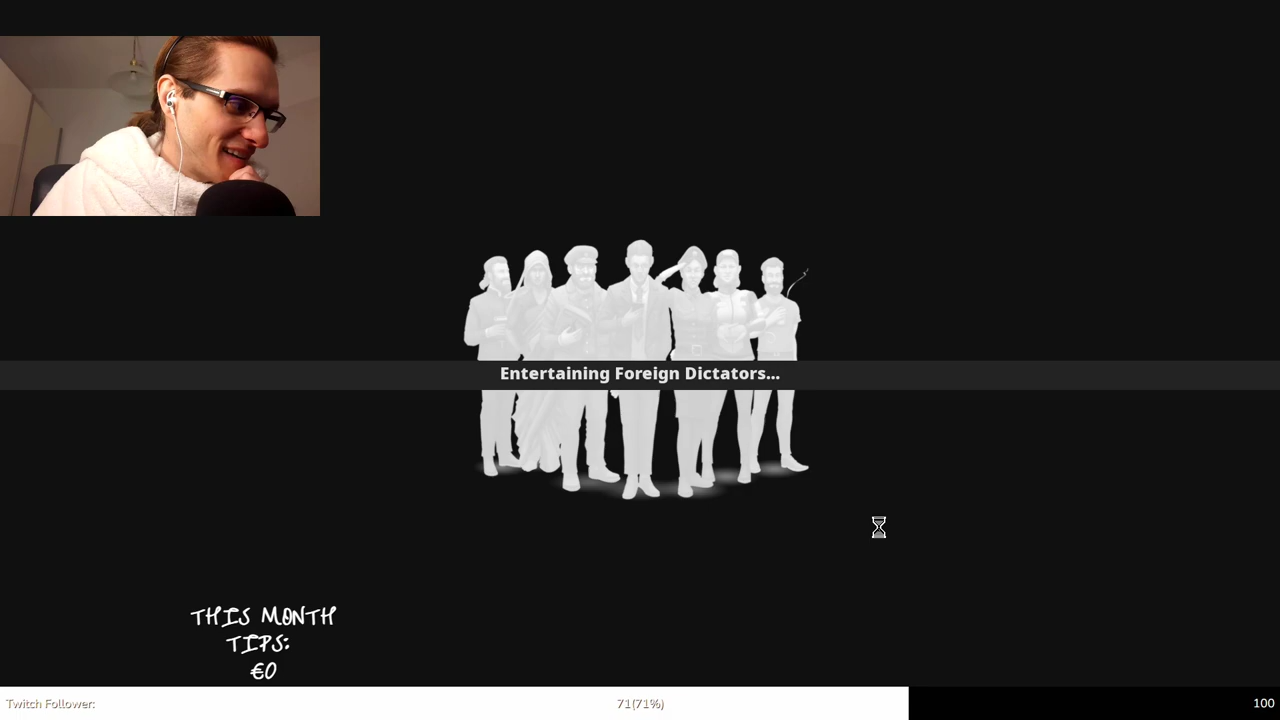 Entertaining Foreign Dictators...
THIS MONTH
TIPS:
€0
Twitch Follower: 71(71%) 100